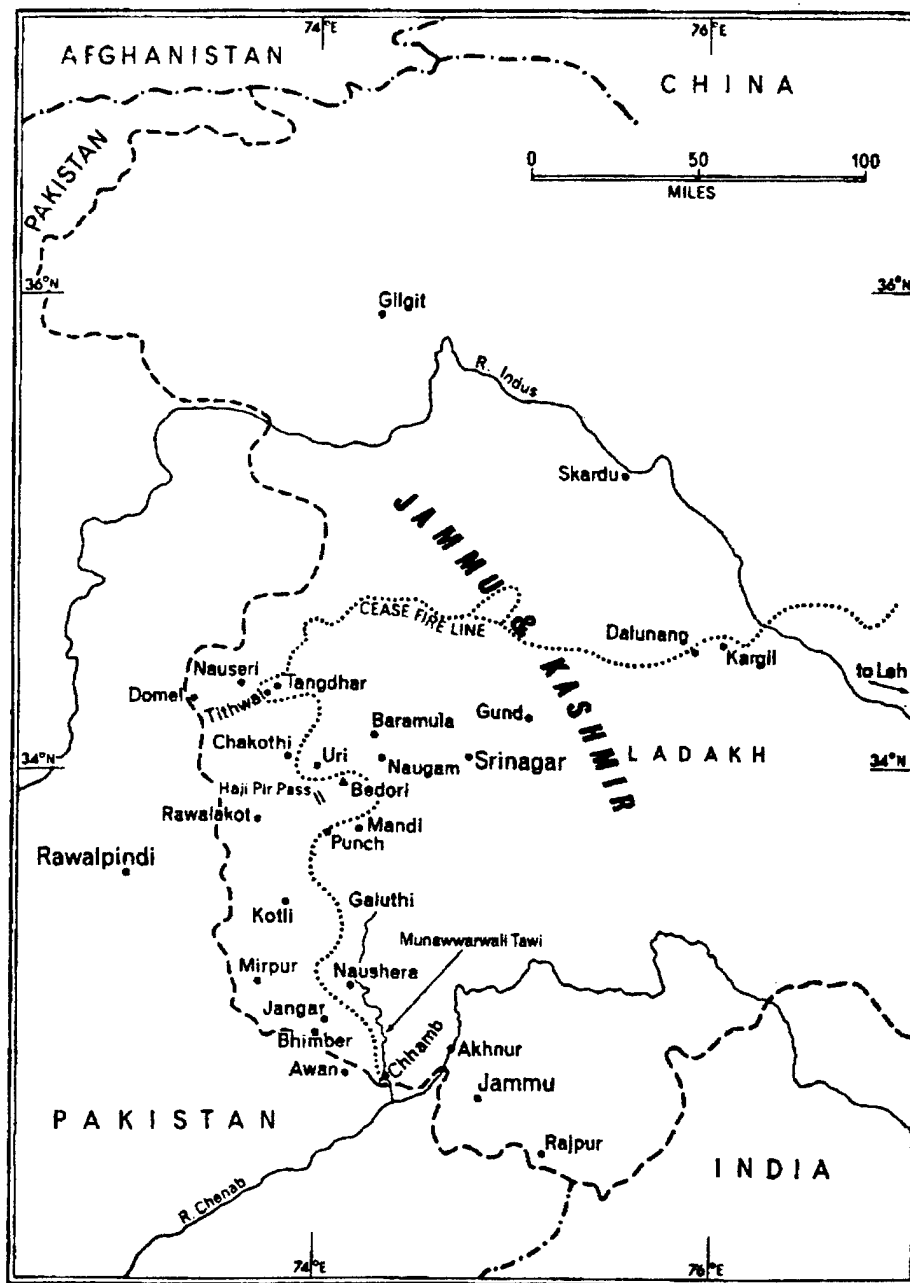 74°E
76°E
AFGHANISTAN
CHINA
PAKISTAN
0 50 100
MILES
36°N
36°N
Gilgit
R. Indus
Skardu
JAMMU & KASHMIR
CEASE FIRE LINE
Dalunang
Kargil
to Leh
Nauseri
Domel
Tithwal
Tangdhar
Baramula
Gund
Chakothi
Uri
Naugam
Srinagar
LADAKH
34°N
34°N
Haji Pir Pass
Bedori
Rawalakot
Mandi
Punch
Rawalpindi
Kotli
Galuthi
Munawwarwali Tawi
Mirpur
Naushera
Jangar
Bhimber
Chhamb
Akhnur
Awan
Jammu
PAKISTAN
Rajpur
INDIA
R. Chenab
74°E
76°E